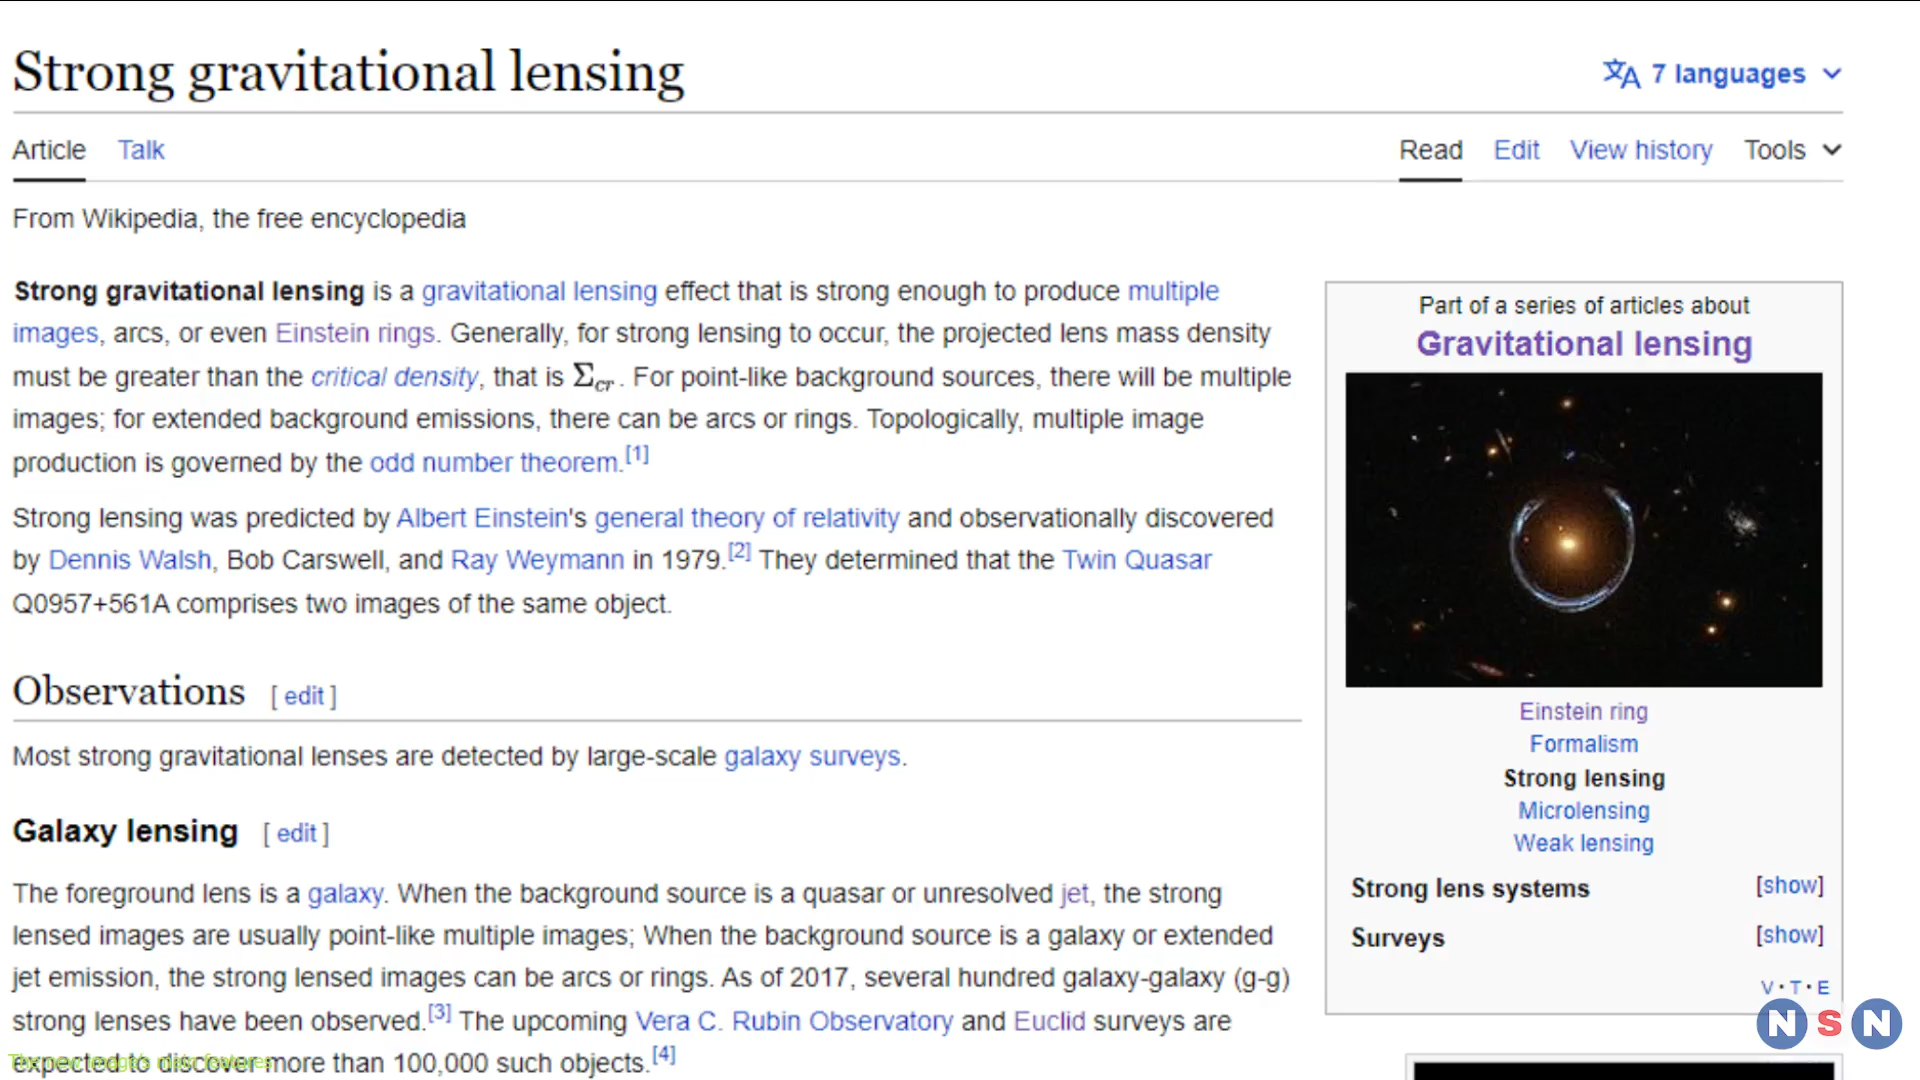 Strong gravitational lensing
7 languages
Article Talk
Read Edit View history Tools
From Wikipedia, the free encyclopedia
Strong gravitational lensing is a gravitational lensing effect that is strong enough to produce multiple
images, arcs, or even Einstein rings. Generally, for strong lensing to occur, the projected lens mass density
must be greater than the critical density, that is Σcr. For point-like background sources, there will be multiple
images; for extended background emissions, there can be arcs or rings. Topologically, multiple image
production is governed by the odd number theorem.[1]
Strong lensing was predicted by Albert Einstein's general theory of relativity and observationally discovered
by Dennis Walsh, Bob Carswell, and Ray Weymann in 1979.[2] They determined that the Twin Quasar
Q0957+561A comprises two images of the same object.
Observations [ edit ]
Most strong gravitational lenses are detected by large-scale galaxy surveys.
Galaxy lensing [ edit ]
The foreground lens is a galaxy. When the background source is a quasar or unresolved jet, the strong
lensed images are usually point-like multiple images; When the background source is a galaxy or extended
jet emission, the strong lensed images can be arcs or rings. As of 2017, several hundred galaxy-galaxy (g-g)
strong lenses have been observed.[3] The upcoming Vera C. Rubin Observatory and Euclid surveys are
expected to discover more than 100,000 such objects.[4]
The new image's main features
Part of a series of articles about
Gravitational lensing
Einstein ring
Formalism
Strong lensing
Microlensing
Weak lensing
Strong lens systems [show]
Surveys [show]
V·T·E
N S N